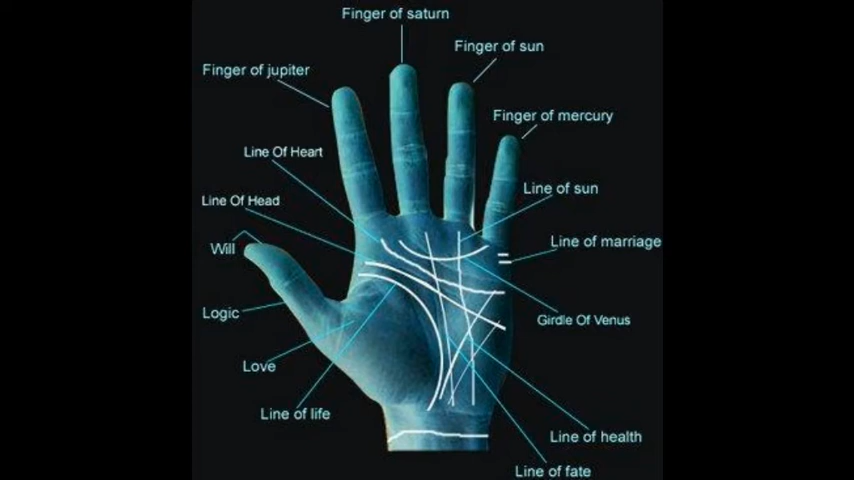 Finger of saturn
Finger of sun
Finger of jupiter
Finger of mercury
Line Of Heart
Line of sun
Line Of Head
Line of marriage
Will
Logic
Girdle Of Venus
Love
Line of life
Line of health
Line of fate